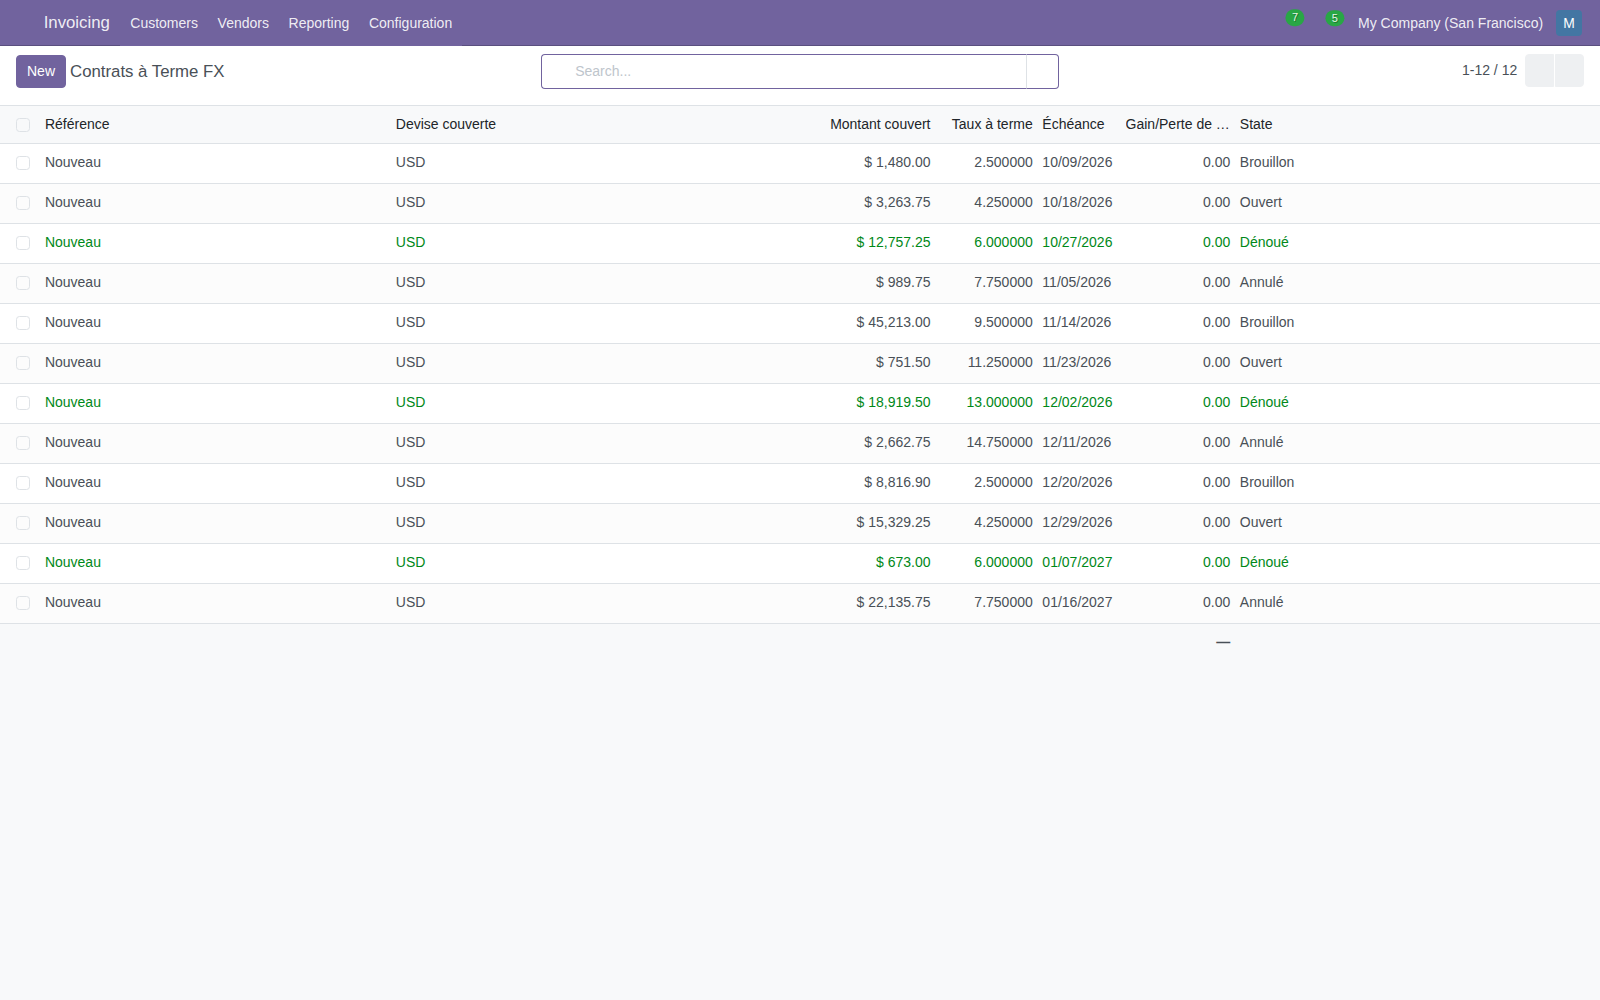 Invoicing Customers Vendors Reporting Configuration 7 5 My Company (San Francisco) M
New Contrats à Terme FX Search... 1-12 / 12
Référence Devise couverte Montant couvert Taux à terme Échéance Gain/Perte de ... State
Nouveau USD $ 1,480.00 2.500000 10/09/2026 0.00 Brouillon
Nouveau USD $ 3,263.75 4.250000 10/18/2026 0.00 Ouvert
Nouveau USD $ 12,757.25 6.000000 10/27/2026 0.00 Dénoué
Nouveau USD $ 989.75 7.750000 11/05/2026 0.00 Annulé
Nouveau USD $ 45,213.00 9.500000 11/14/2026 0.00 Brouillon
Nouveau USD $ 751.50 11.250000 11/23/2026 0.00 Ouvert
Nouveau USD $ 18,919.50 13.000000 12/02/2026 0.00 Dénoué
Nouveau USD $ 2,662.75 14.750000 12/11/2026 0.00 Annulé
Nouveau USD $ 8,816.90 2.500000 12/20/2026 0.00 Brouillon
Nouveau USD $ 15,329.25 4.250000 12/29/2026 0.00 Ouvert
Nouveau USD $ 673.00 6.000000 01/07/2027 0.00 Dénoué
Nouveau USD $ 22,135.75 7.750000 01/16/2027 0.00 Annulé
—